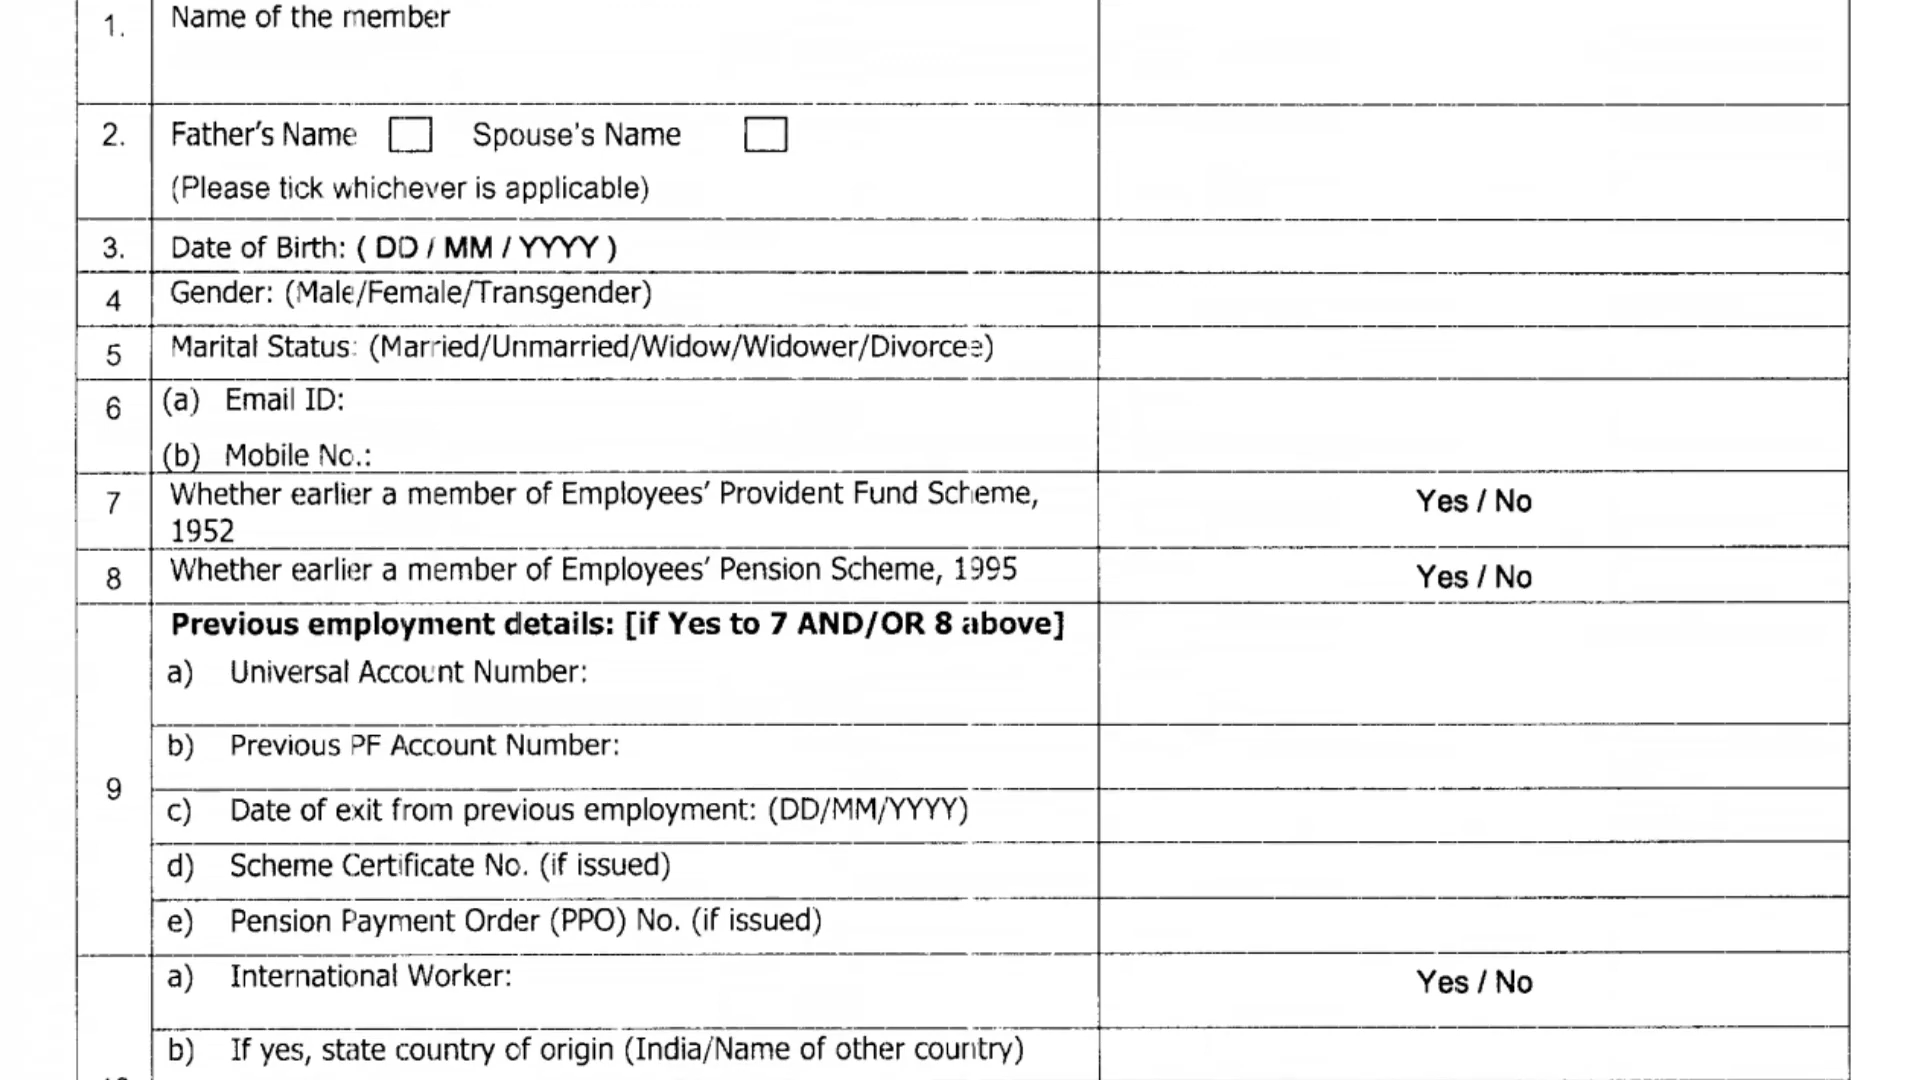 1. Name of the member
2. Father's Name Spouse's Name
(Please tick whichever is applicable)
3. Date of Birth: ( DD / MM / YYYY )
4 Gender: (Male/Female/Transgender)
5 Marital Status: (Married/Unmarried/Widow/Widower/Divorcee)
6 (a) Email ID:
(b) Mobile No.:
7 Whether earlier a member of Employees' Provident Fund Scheme, Yes / No
1952
8 Whether earlier a member of Employees' Pension Scheme, 1995 Yes / No
Previous employment details: [if Yes to 7 AND/OR 8 above]
a) Universal Account Number:
b) Previous PF Account Number:
9
c) Date of exit from previous employment: (DD/MM/YYYY)
d) Scheme Certificate No. (if issued)
e) Pension Payment Order (PPO) No. (if issued)
a) International Worker: Yes / No
b) If yes, state country of origin (India/Name of other country)